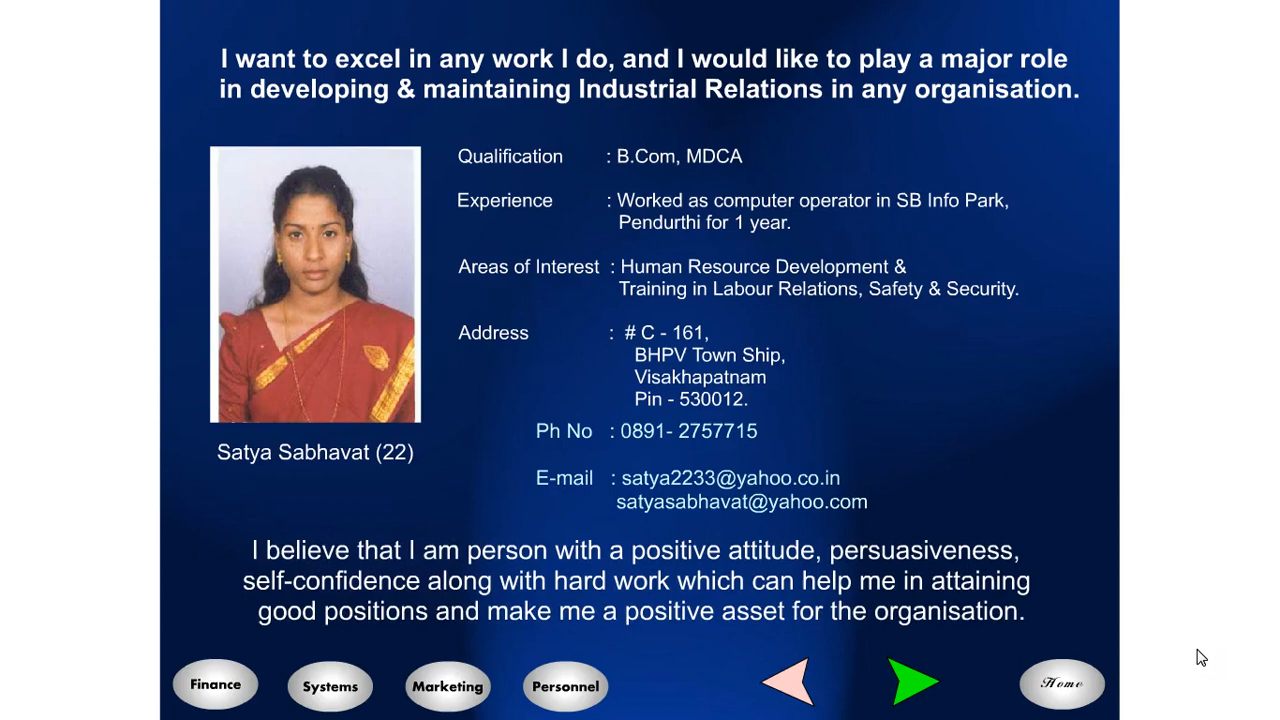 I want to excel in any work I do, and I would like to play a major role
in developing & maintaining Industrial Relations in any organisation.
Qualification : B.Com, MDCA
Experience : Worked as computer operator in SB Info Park,
Pendurthi for 1 year.
Areas of Interest : Human Resource Development &
Training in Labour Relations, Safety & Security.
Address : # C - 161,
BHPV Town Ship,
Visakhapatnam
Pin - 530012.
Ph No : 0891- 2757715
Satya Sabhavat (22)
E-mail : satya2233@yahoo.co.in
satyasabhavat@yahoo.com
I believe that I am person with a positive attitude, persuasiveness,
self-confidence along with hard work which can help me in attaining
good positions and make me a positive asset for the organisation.
Finance Systems Marketing Personnel Home